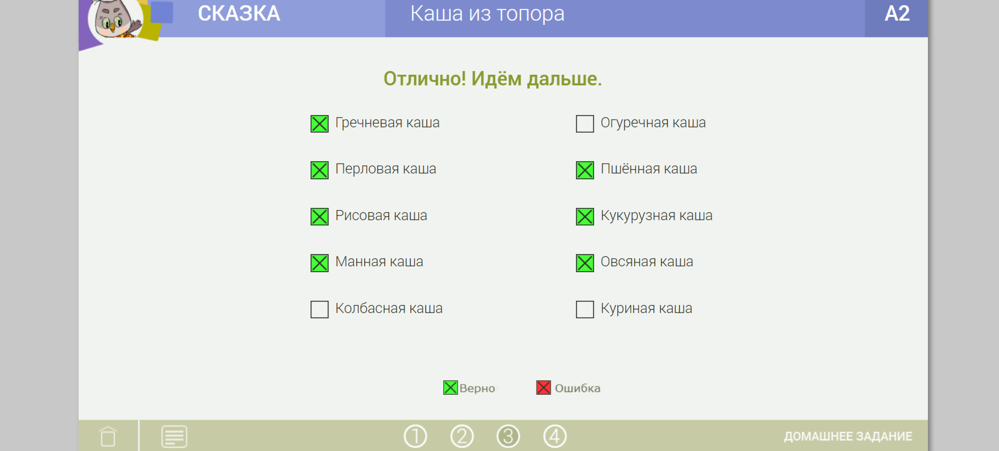 СКАЗКА
Каша из топора
A2
Отлично! Идём дальше.
Гречневая каша
Огуречная каша
Перловая каша
Пшённая каша
Рисовая каша
Кукурузная каша
Манная каша
Овсяная каша
Колбасная каша
Куриная каша
Верно
Ошибка
1
2
3
4
ДОМАШНЕЕ ЗАДАНИЕ